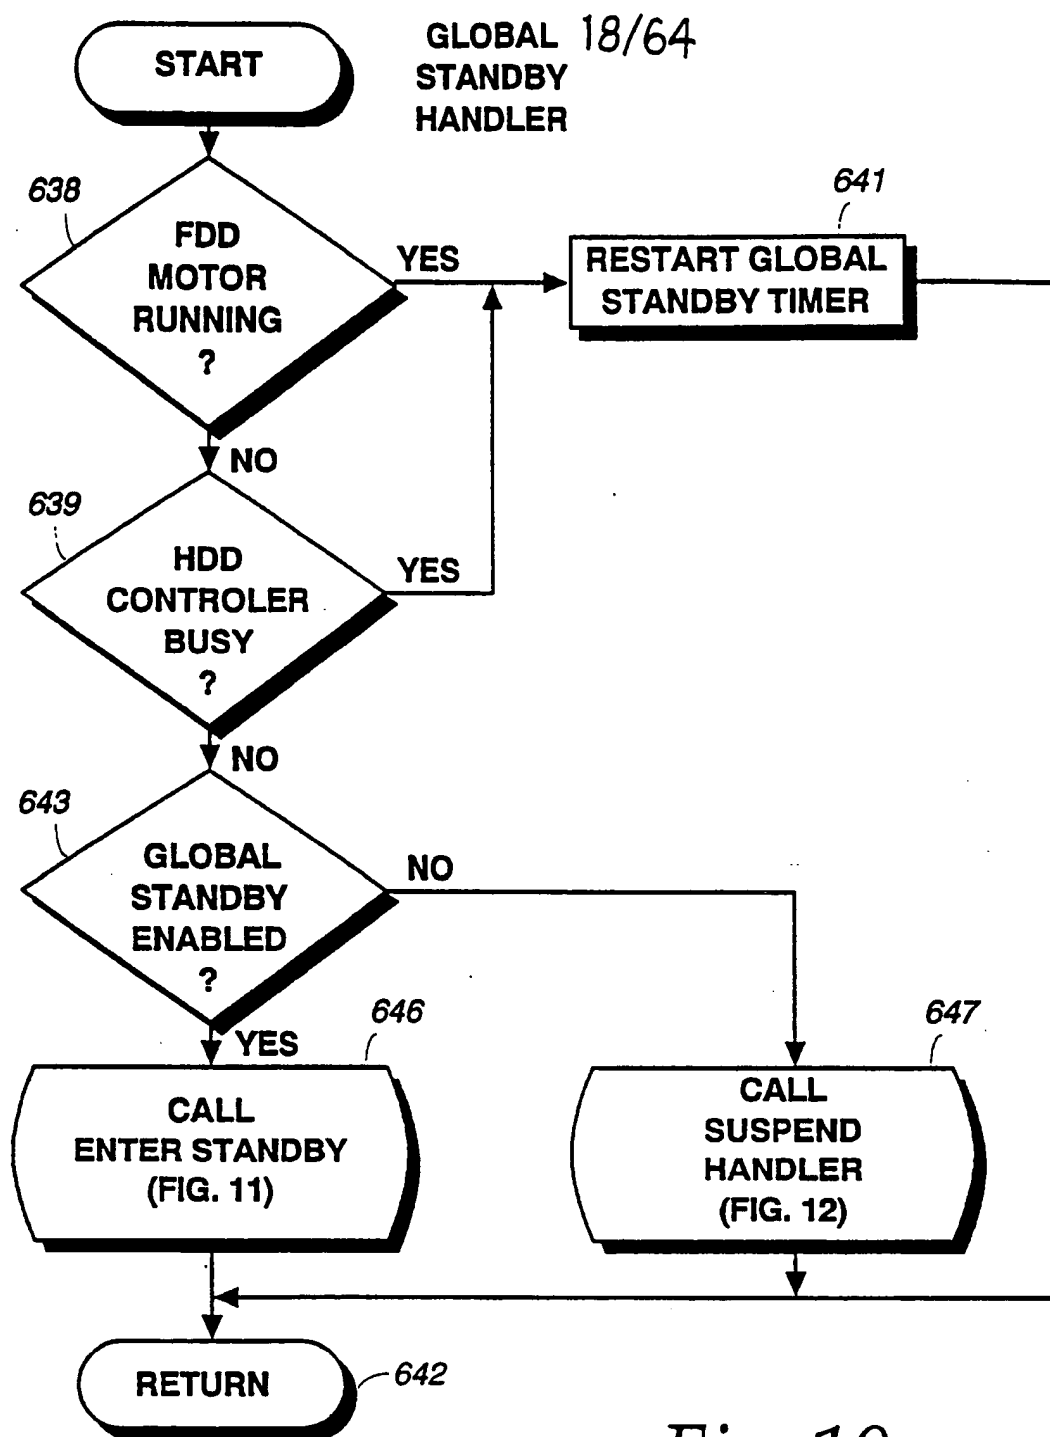 START
GLOBAL 18/64
STANDBY
HANDLER
638
FDD
MOTOR
RUNNING
?
YES
641
RESTART GLOBAL
STANDBY TIMER
NO
639
HDD
CONTROLER
BUSY
?
YES
NO
643
GLOBAL
STANDBY
ENABLED
?
NO
YES
646
CALL
ENTER STANDBY
(FIG. 11)
647
CALL
SUSPEND
HANDLER
(FIG. 12)
RETURN
642
Fig. 10